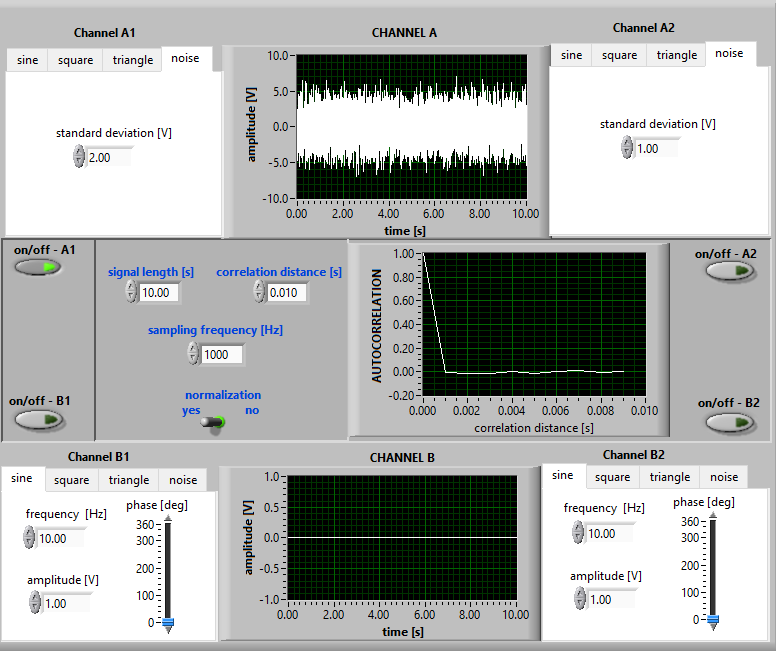 Channel A1
sine square triangle noise
standard deviation [V]
2.00
CHANNEL A
amplitude [V]
10.0
5.0
0.0
-5.0
-10.0
0.00 2.00 4.00 6.00 8.00 10.00
time [s]
Channel A2
sine square triangle noise
standard deviation [V]
1.00
on/off - A1
signal length [s] correlation distance [s]
10.00 0.010
sampling frequency [Hz]
1000
normalization
yes no
on/off - B1
AUTOCORRELATION
1.00
0.80
0.60
0.40
0.20
0.00
-0.20
0.000 0.002 0.004 0.006 0.008 0.010
correlation distance [s]
on/off - A2
on/off - B2
Channel B1
sine square triangle noise
frequency [Hz]
10.00
amplitude [V]
1.00
phase [deg]
360
300
200
100
0
CHANNEL B
amplitude [V]
1.0
0.5
0.0
-0.5
-1.0
0.00 2.00 4.00 6.00 8.00 10.00
time [s]
Channel B2
sine square triangle noise
frequency [Hz]
10.00
amplitude [V]
1.00
phase [deg]
360
300
200
100
0